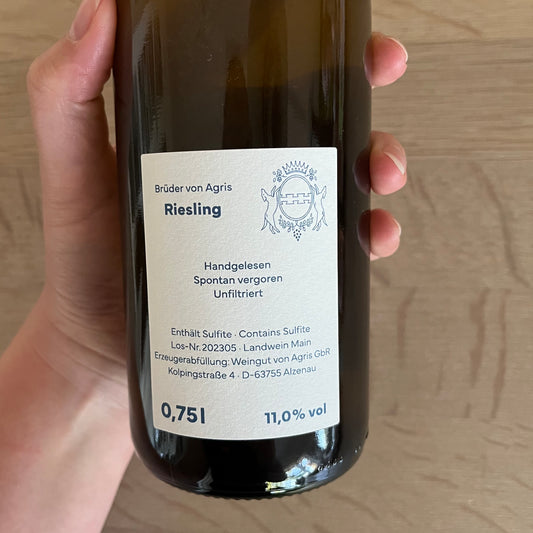 Brüder von Agris
Riesling
Handgelesen
Spontan vergoren
Unfiltriert
Enthält Sulfite · Contains Sulfite
Los-Nr. 202305 · Landwein Main
Erzeugerabfüllung: Weingut von Agris GbR
Kolpingstraße 4 · D-63755 Alzenau
0,75 l 11,0 % vol